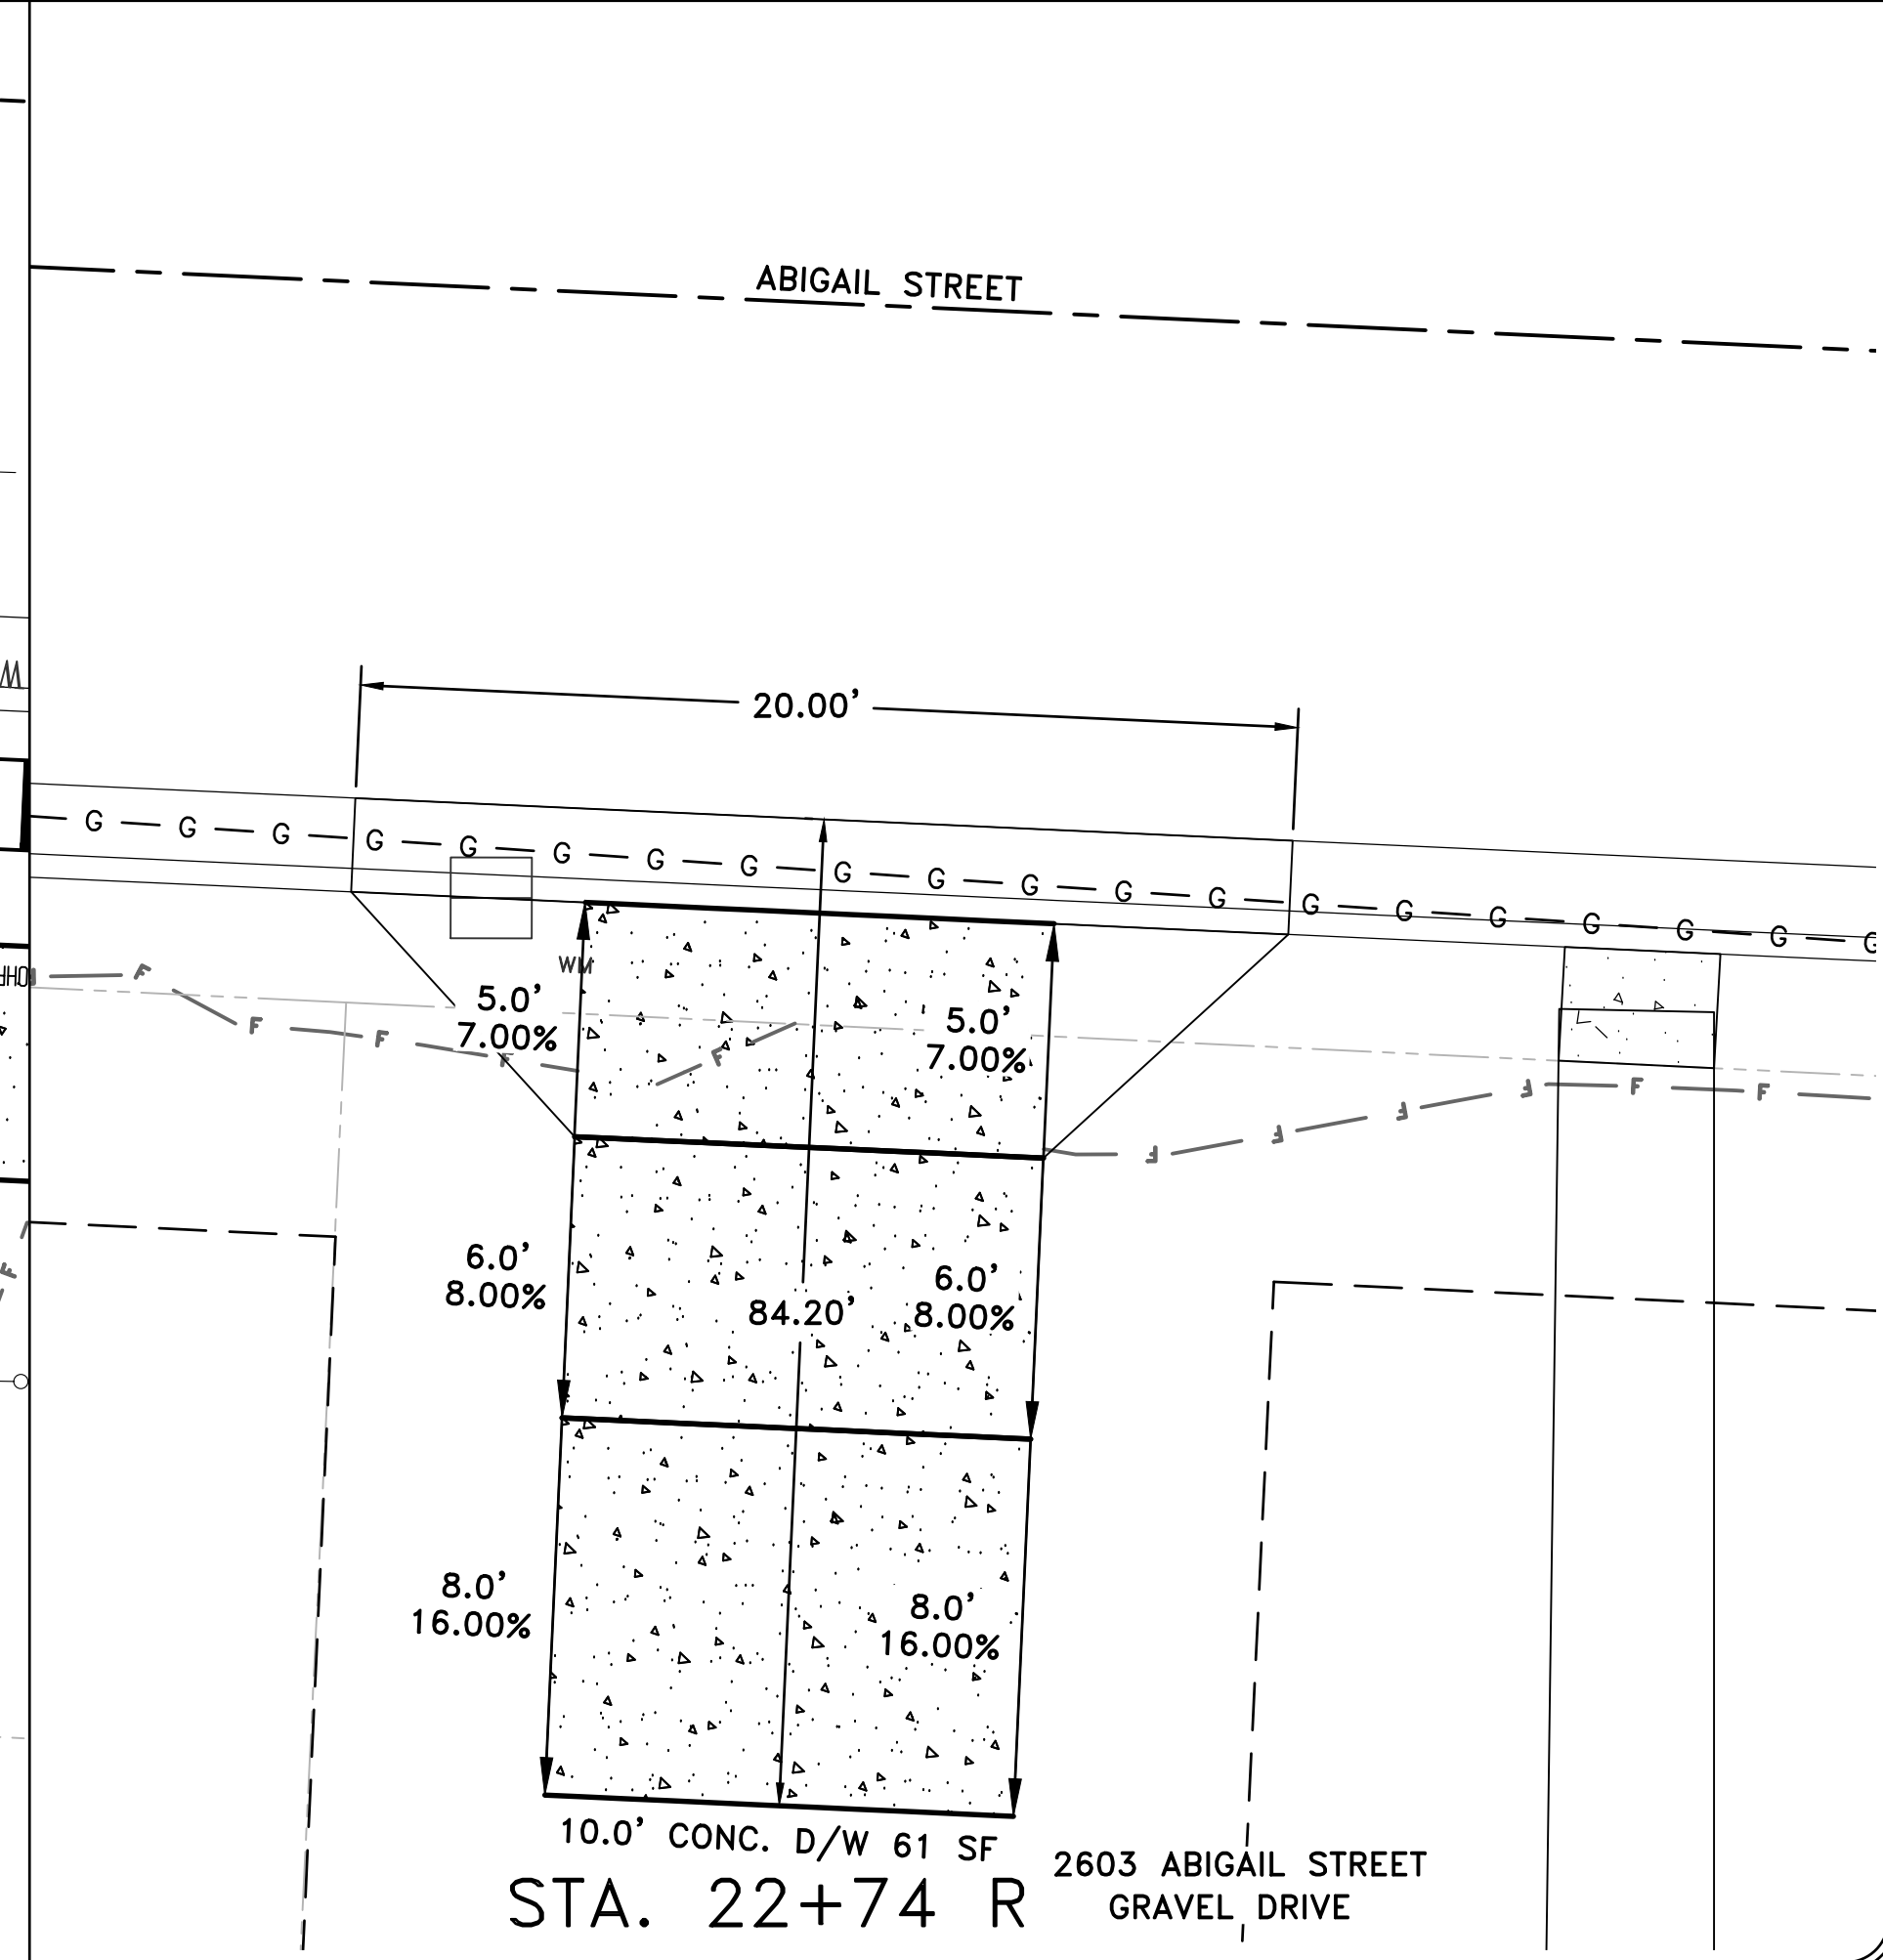 ABIGAIL STREET
W
20.00'
G G G G G G G G G G G G G G G G G G G G
WM
OHP
F F F F F
5.0'
7.00%
5.0'
7.00%
F F F F F F
6.0'
8.00%
6.0'
8.00%
F
84.20'
8.0'
16.00%
8.0'
16.00%
10.0' CONC. D/W 61 SF
2603 ABIGAIL STREET
GRAVEL DRIVE
STA. 22+74 R